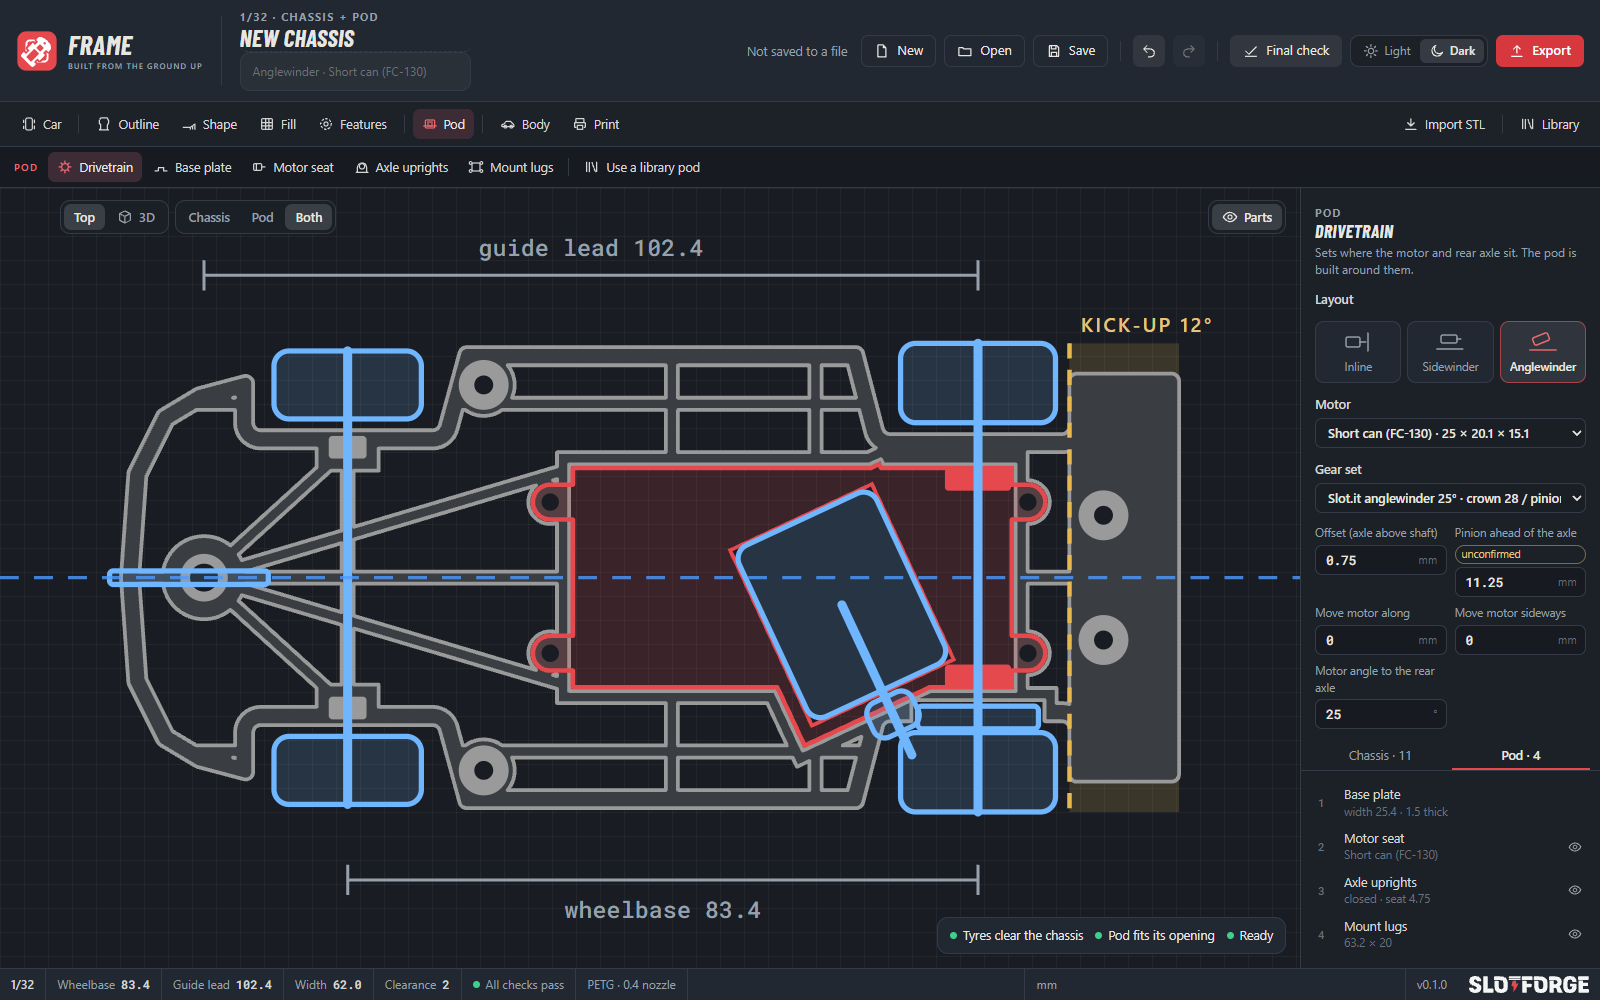 FRAME
BUILT FROM THE GROUND UP
1/32 · CHASSIS + POD
NEW CHASSIS
Anglewinder · Short can (FC-130)
Not saved to a file
New
Open
Save
Final check
Light
Dark
Export
Car
Outline
Shape
Fill
Features
Pod
Body
Print
Import STL
Library
POD
Drivetrain
Base plate
Motor seat
Axle uprights
Mount lugs
Use a library pod
Top
3D
Chassis
Pod
Both
Parts
guide lead 102.4
KICK-UP 12°
wheelbase 83.4
Tyres clear the chassis
Pod fits its opening
Ready
POD
DRIVETRAIN
Sets where the motor and rear axle sit. The pod is
built around them.
Layout
Inline
Sidewinder
Anglewinder
Motor
Short can (FC-130) · 25 × 20.1 × 15.1
Gear set
Slot.it anglewinder 25° · crown 28 / pinion
Offset (axle above shaft)
0.75 mm
Pinion ahead of the axle
unconfirmed
11.25 mm
Move motor along
0 mm
Move motor sideways
0 mm
Motor angle to the rear
axle
25 °
Chassis · 11
Pod · 4
1 Base plate
width 25.4 · 1.5 thick
2 Motor seat
Short can (FC-130)
3 Axle uprights
closed · seat 4.75
4 Mount lugs
63.2 × 20
1/32
Wheelbase 83.4
Guide lead 102.4
Width 62.0
Clearance 2
All checks pass
PETG · 0.4 nozzle
mm
v0.1.0
SLOTFORGE